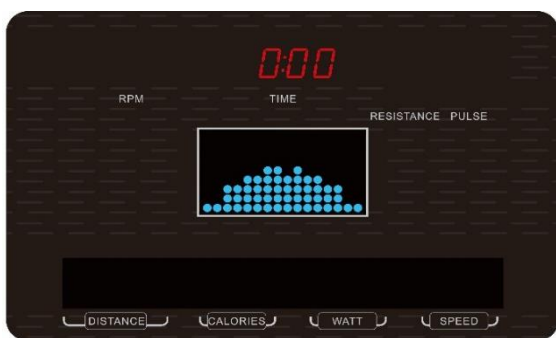 0:00
RPM TIME
RESISTANCE PULSE
DISTANCE CALORIES WATT SPEED